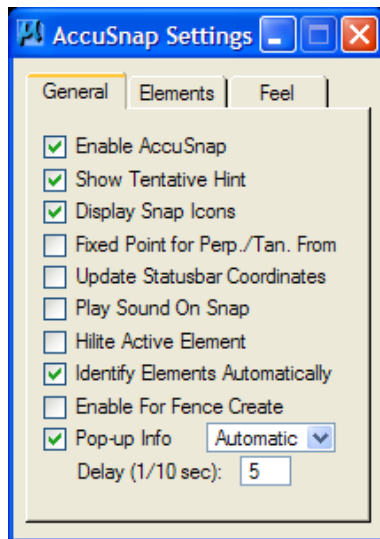 AccuSnap Settings
General Elements Feel
Enable AccuSnap
Show Tentative Hint
Display Snap Icons
Fixed Point for Perp./Tan. From
Update Statusbar Coordinates
Play Sound On Snap
Hilite Active Element
Identify Elements Automatically
Enable For Fence Create
Pop-up Info Automatic
Delay (1/10 sec): 5